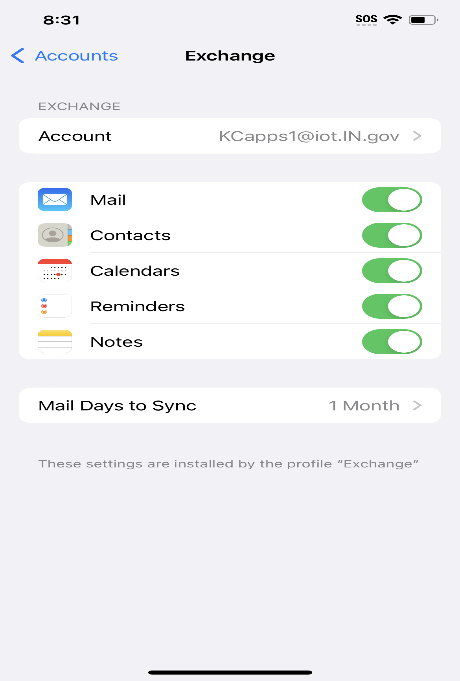 8:31 SOS
Accounts Exchange
EXCHANGE
Account KCapps1@iot.IN.gov
Mail
Contacts
Calendars
Reminders
Notes
Mail Days to Sync 1 Month
These settings are installed by the profile “Exchange”